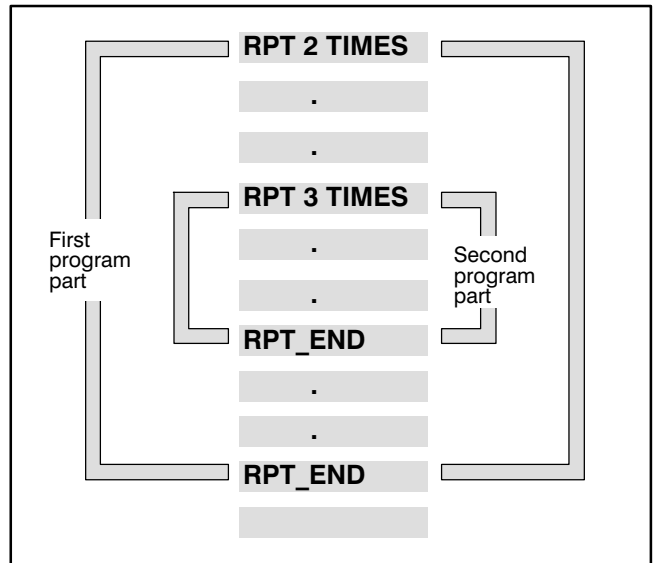 RPT 2 TIMES
.
.
RPT 3 TIMES
First
program
part
.
Second
program
part
.
RPT_END
.
.
RPT_END